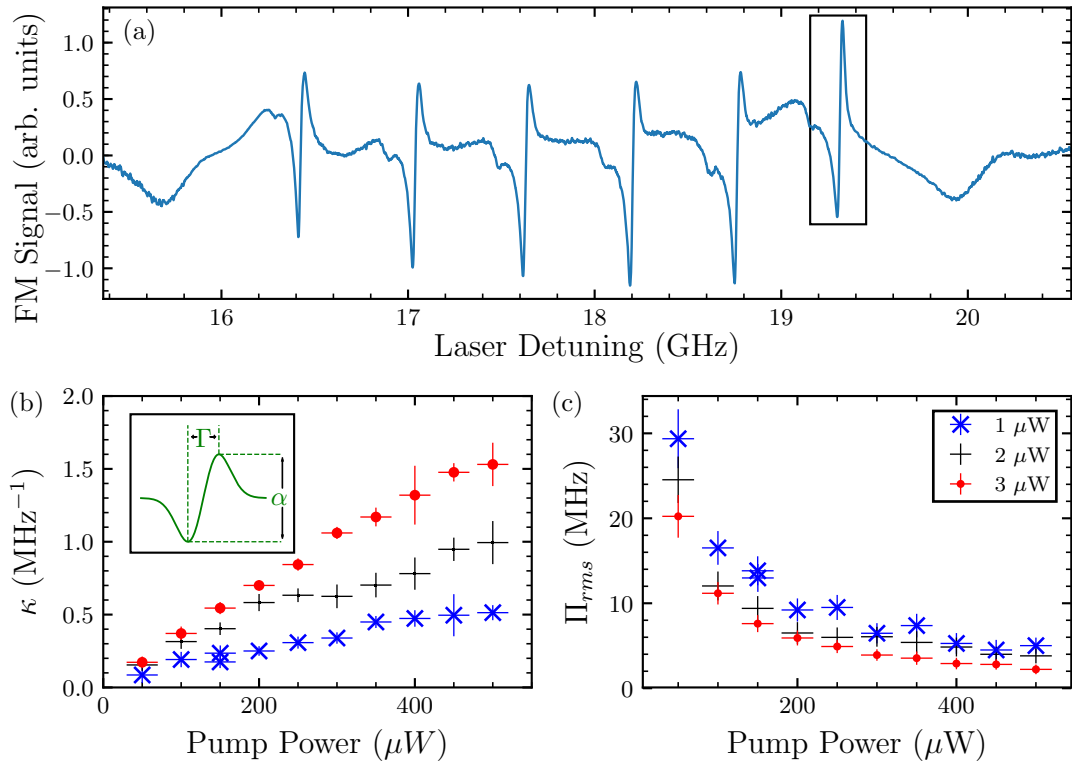 (a)
FM Signal (arb. units)
1.0
0.5
0.0
−0.5
−1.0
16 17 18 19 20
Laser Detuning (GHz)
(b)
κ (MHz⁻¹)
2.0
1.5
1.0
0.5
0.0
Γ
α
0 200 400
Pump Power (μW)
(c)
Π_rms (MHz)
30
20
10
0
1 μW
2 μW
3 μW
0 200 400
Pump Power (μW)